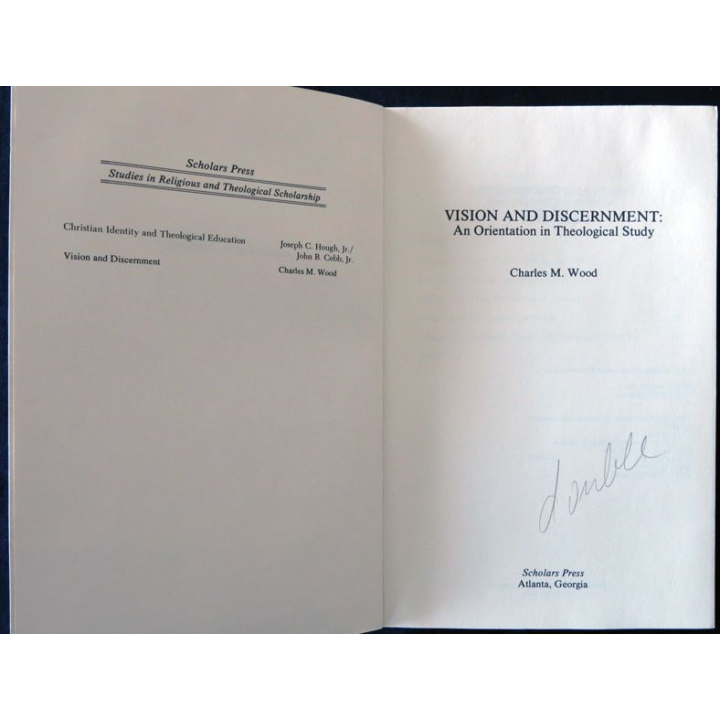 Scholars Press
Studies in Religious and Theological Scholarship
Christian Identity and Theological Education Joseph C. Hough, Jr./
John B. Cobb, Jr.
Vision and Discernment Charles M. Wood
VISION AND DISCERNMENT:
An Orientation in Theological Study
Charles M. Wood
double
Scholars Press
Atlanta, Georgia